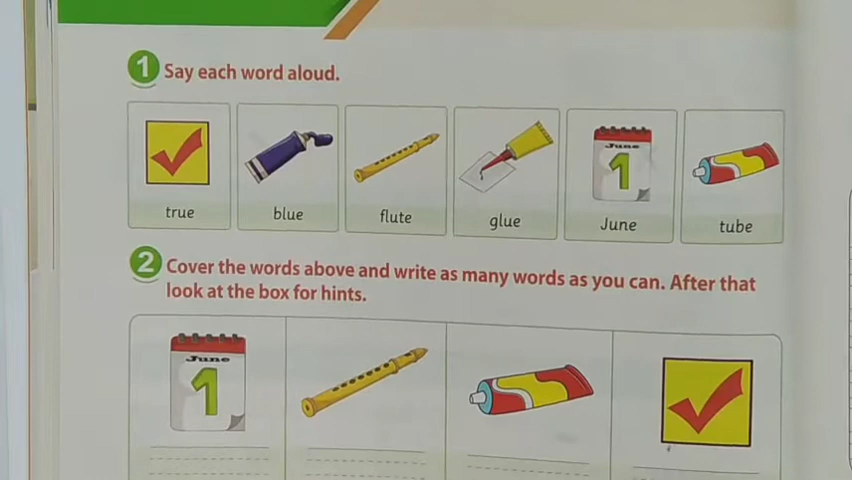 1 Say each word aloud.
June
1
true blue flute glue June tube
2 Cover the words above and write as many words as you can. After that
look at the box for hints.
June
1